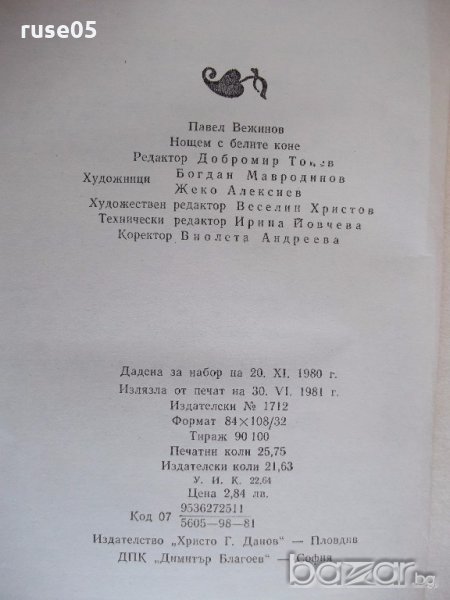 ruse05
Павел Вежинов
Нощем с белите коне
Редактор Добромир Тонев
Художници Богдан Мавродинов
Жеко Алексиев
Художествен редактор Веселин Христов
Технически редактор Ирина Йовчева
Коректор Виолета Андреева
Дадена за набор на 20. XI. 1980 г.
Излязла от печат на 30. VI. 1981 г.
Издателски № 1712
Формат 84×108/32
Тираж 90 100
Печатни коли 25,75
Издателски коли 21,63
У. И. К. 22,64
Цена 2,84 лв.
Код 07 9536272511
5605—98—81
Издателство „Христо Г. Данов" — Пловдив
ДПК „Димитър Благоев" — София
bazar.bg